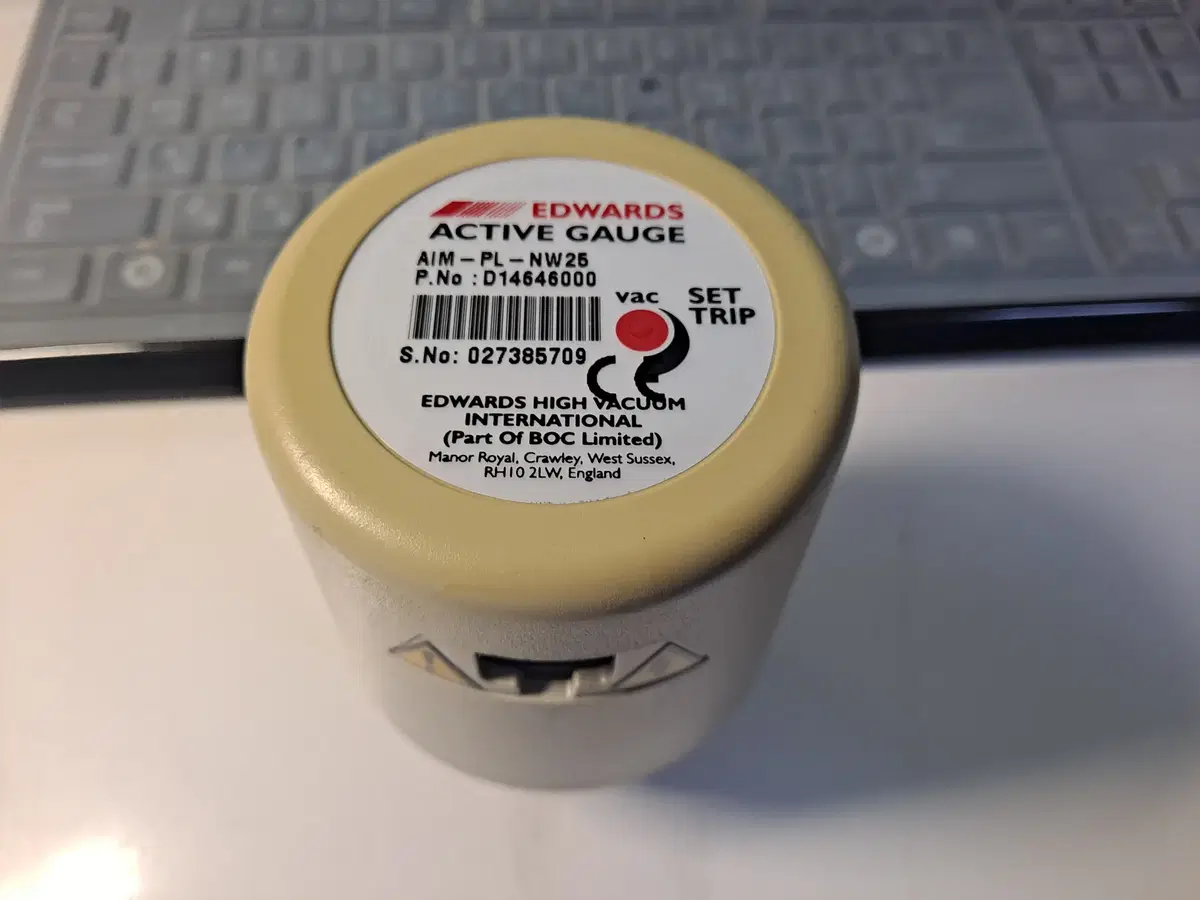 EDWARDS
ACTIVE GAUGE
AIM-PL-NW25
P.No : D14646000
vac SET
TRIP
S.No: 027385709
CE
EDWARDS HIGH VACUUM
INTERNATIONAL
(Part Of BOC Limited)
Manor Royal, Crawley, West Sussex,
RH10 2LW, England